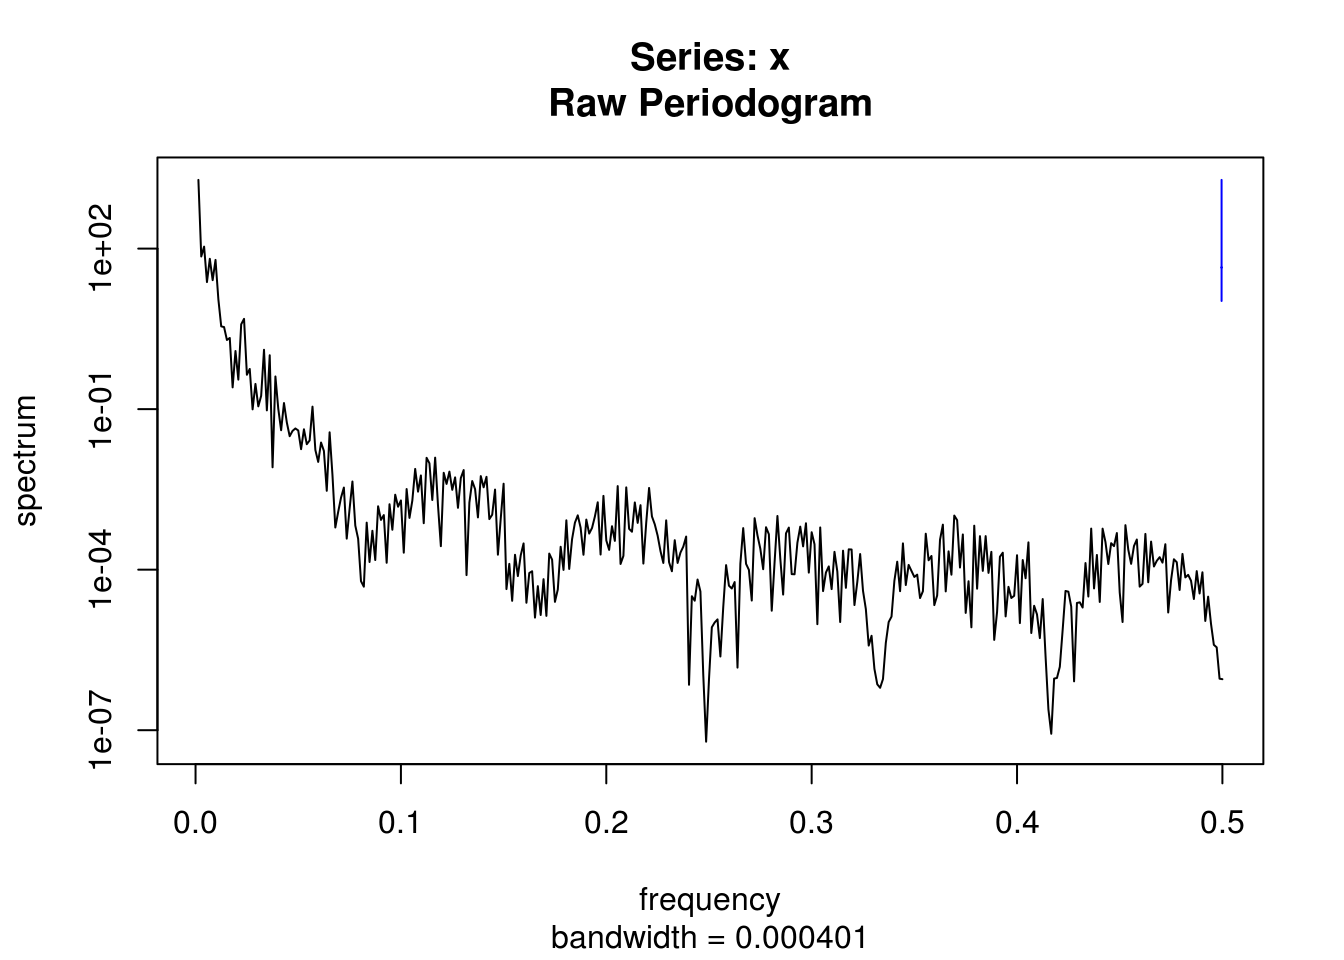 Series: x
Raw Periodogram
spectrum
1e+02
1e-01
1e-04
1e-07
0.0
0.1
0.2
0.3
0.4
0.5
frequency
bandwidth = 0.000401